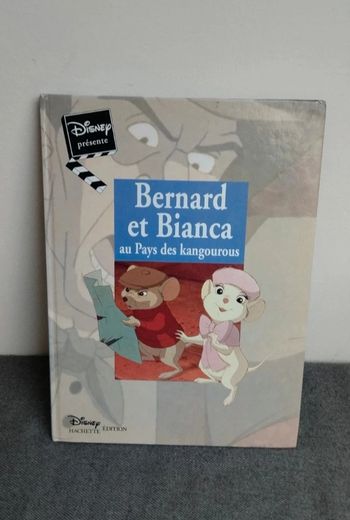 Disney
présente
Bernard
et Bianca
au Pays des kangourous
Disney
HACHETTE ÉDITION